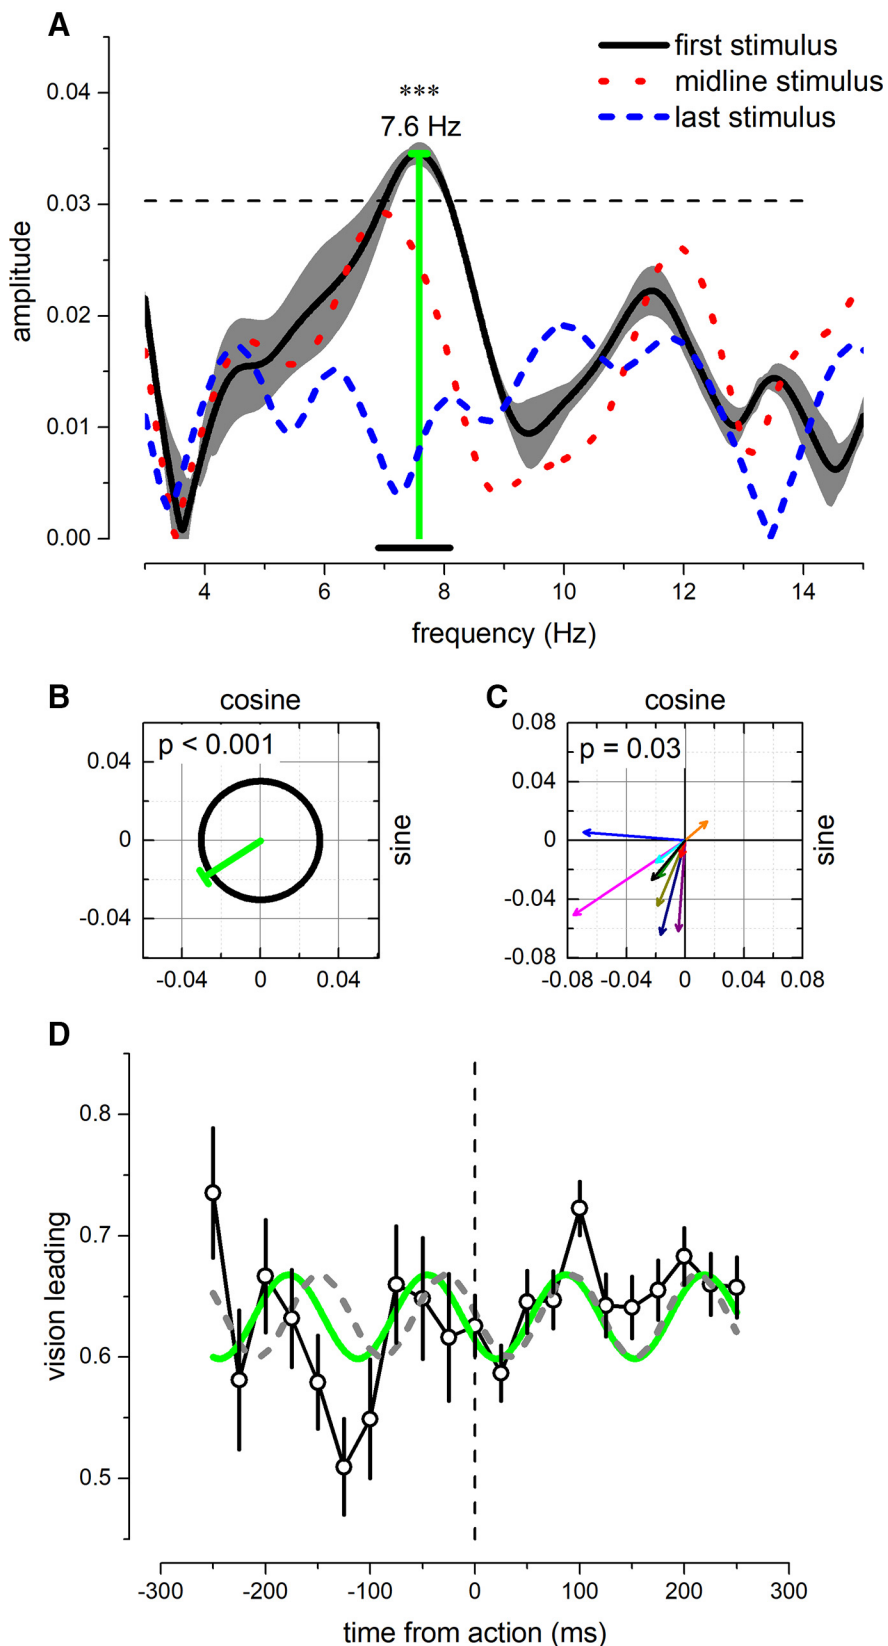 A
first stimulus
midline stimulus
last stimulus
***
7.6 Hz
amplitude
0.04
0.03
0.02
0.01
0.00
4 6 8 10 12 14
frequency (Hz)
B
cosine
p < 0.001
0.04
0
-0.04
sine
-0.04 0 0.04
C
cosine
0.08
p = 0.03
0.04
0
-0.04
-0.08
sine
-0.08 -0.04 0 0.04 0.08
D
vision leading
0.8
0.7
0.6
0.5
-300 -200 -100 0 100 200 300
time from action (ms)